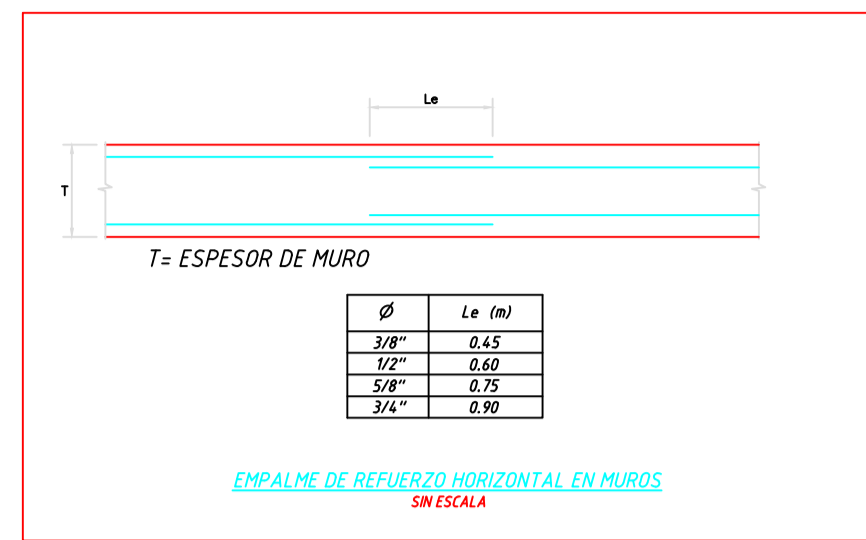 Le
T
T= ESPESOR DE MURO
Ø Le (m)
3/8" 0.45
1/2" 0.60
5/8" 0.75
3/4" 0.90
EMPALME DE REFUERZO HORIZONTAL EN MUROS
SIN ESCALA